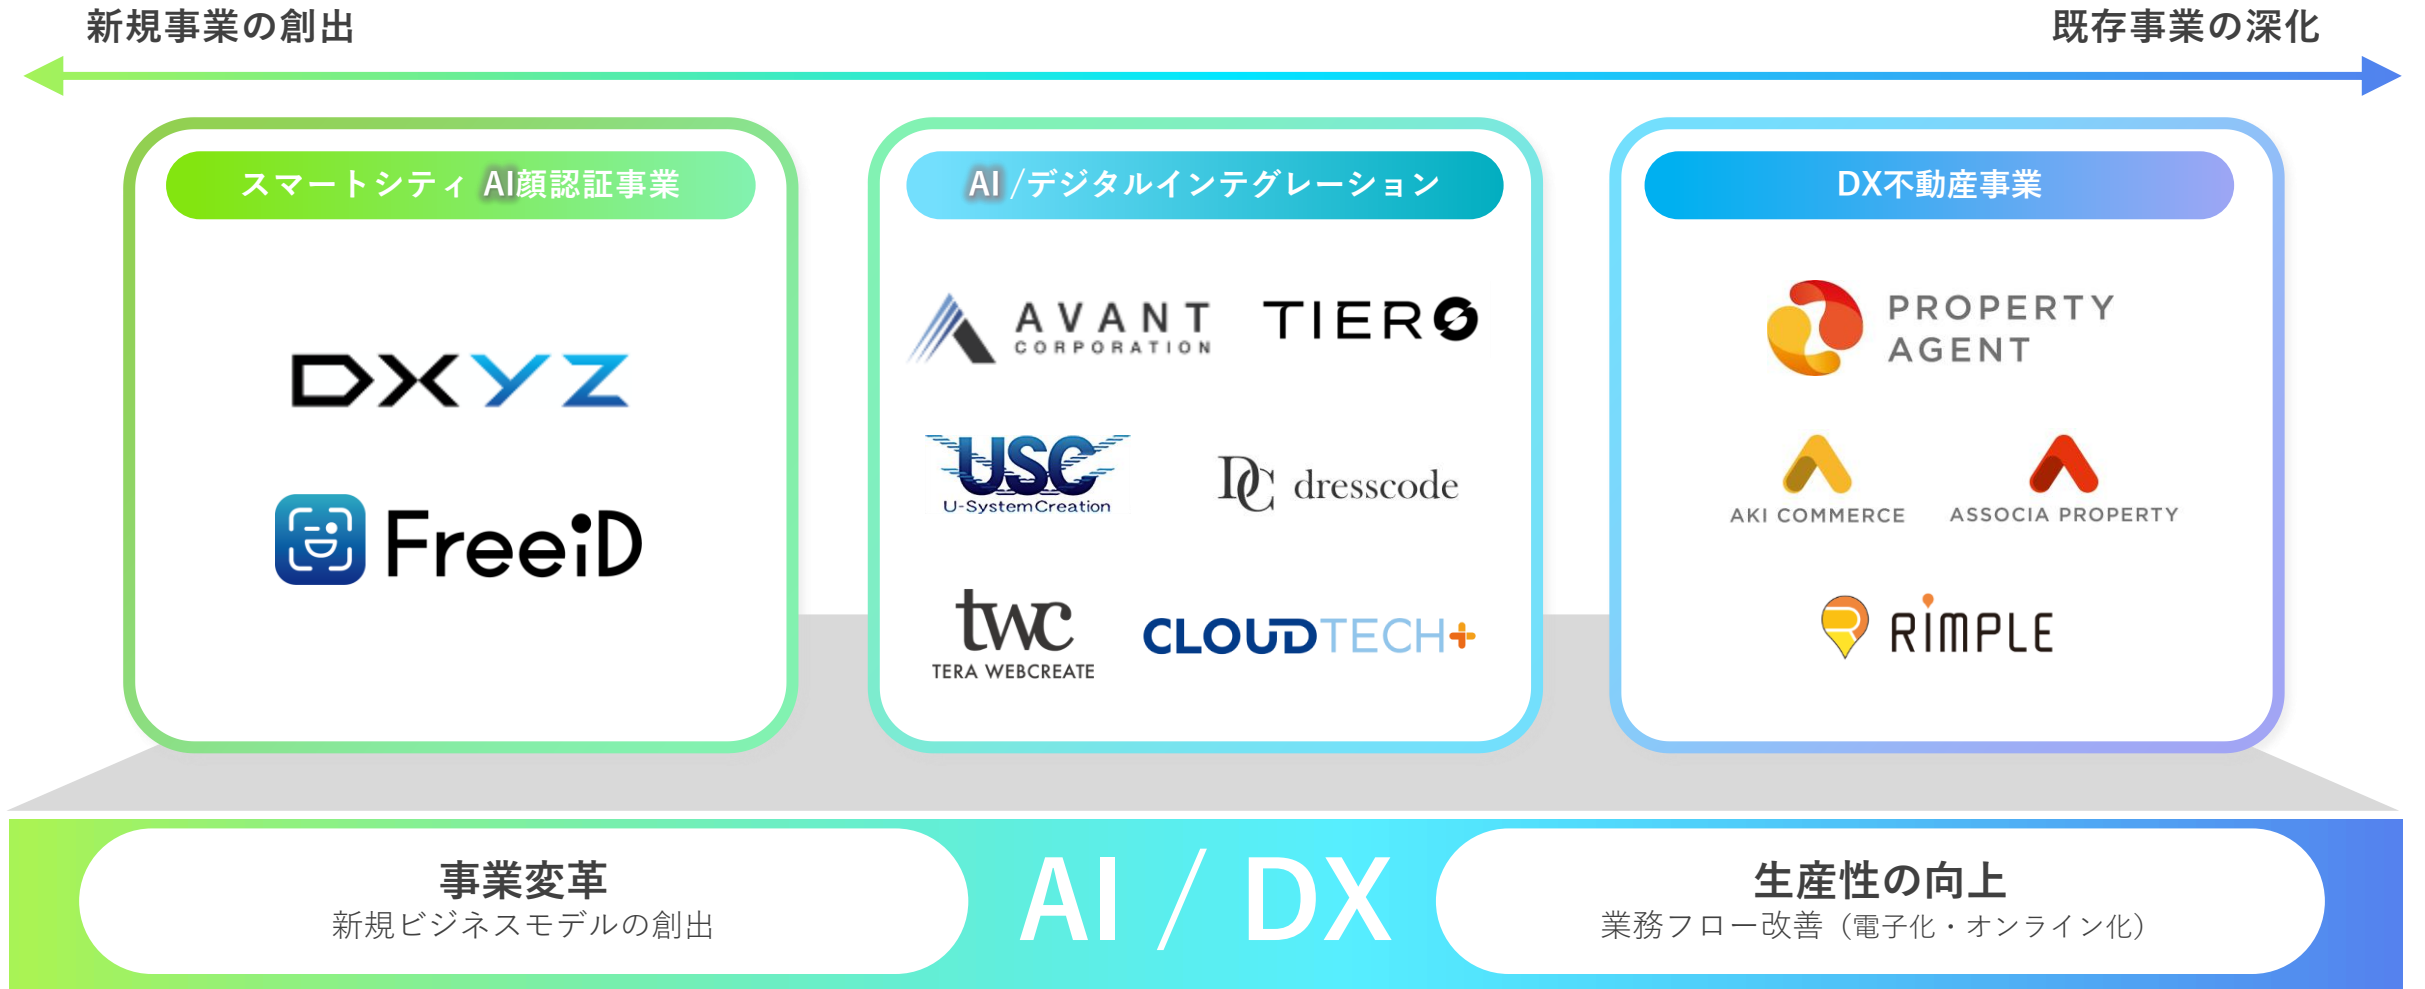 新規事業の創出
既存事業の深化
スマートシティ AI顔認証事業
DXYZ
FreeiD
AI /デジタルインテグレーション
AVANT
CORPORATION
TIERS
USC
U-SystemCreation
DC dresscode
twc
TERA WEBCREATE
CLOUDTECH+
DX不動産事業
PROPERTY
AGENT
AKI COMMERCE
ASSOCIA PROPERTY
RIMPLE
事業変革
新規ビジネスモデルの創出
AI / DX
生産性の向上
業務フロー改善（電子化・オンライン化）